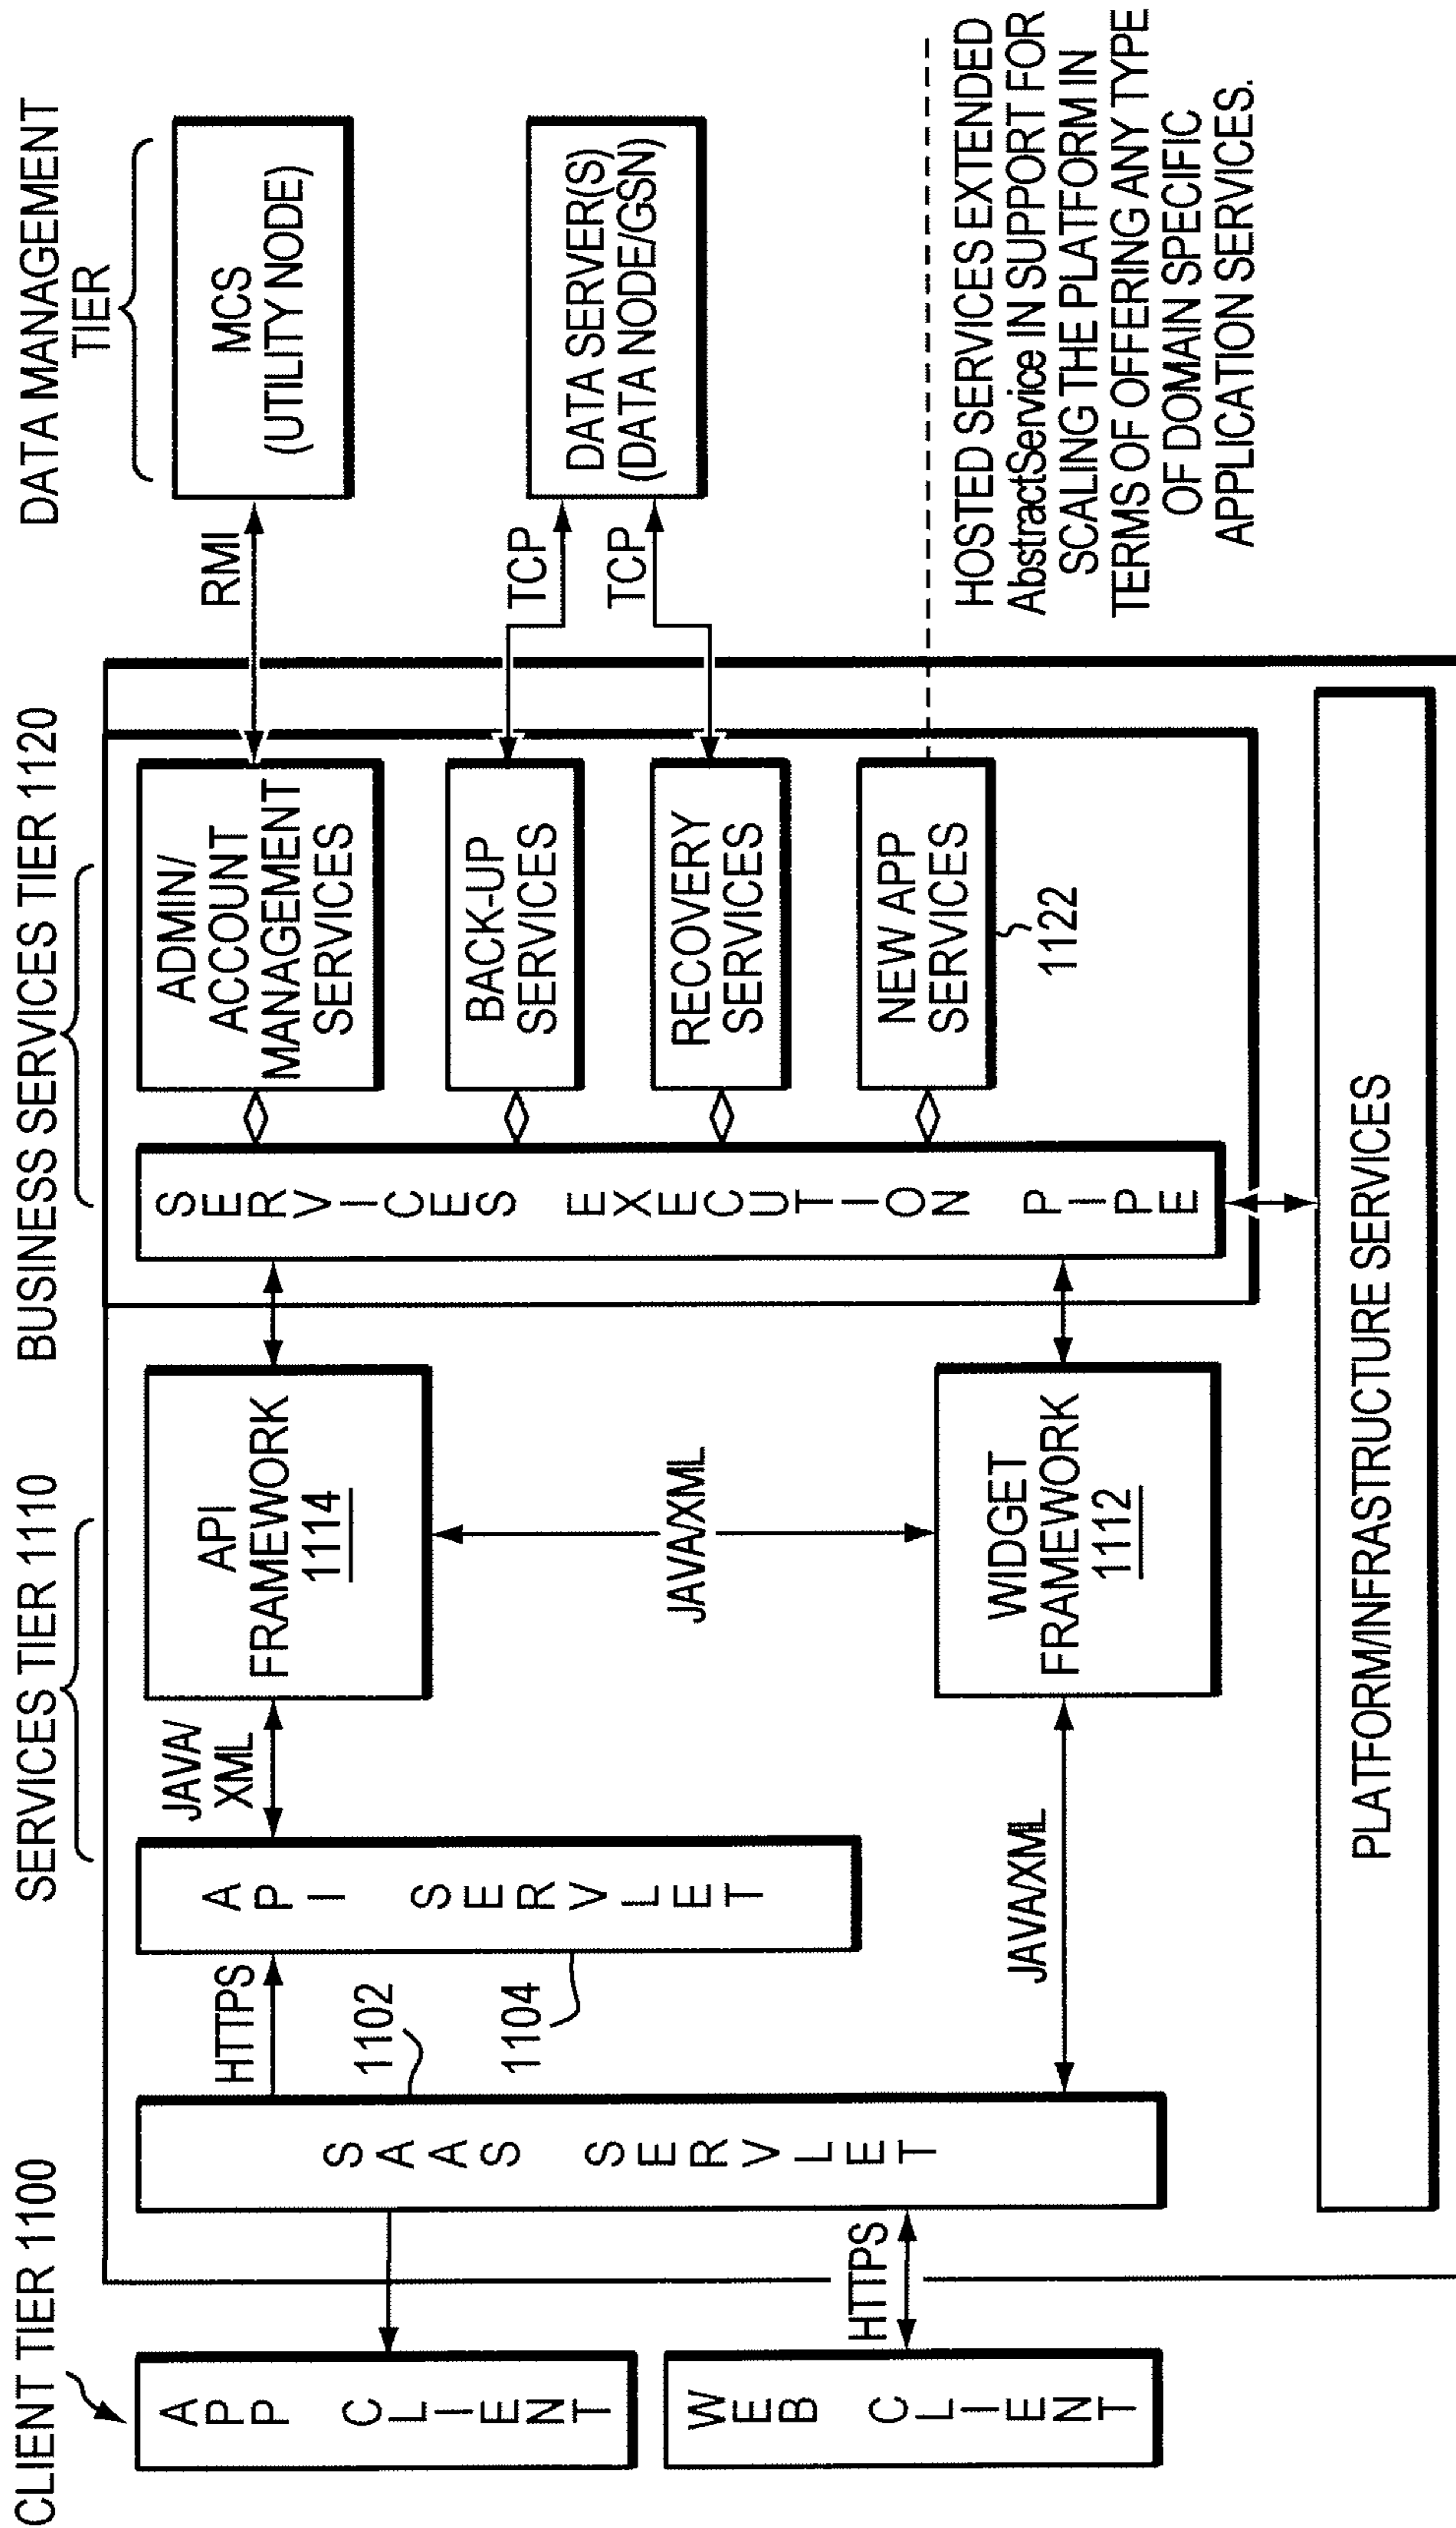 CLIENT TIER 1100
SERVICES TIER 1110
BUSINESS SERVICES TIER 1120
DATA MANAGEMENT
TIER
APP CLIENT
WEB CLIENT
HTTPS
SAAS SERVLET
1102
HTTPS
API SERVLET
1104
JAVA/
XML
API
FRAMEWORK
1114
JAVA/XML
JAVA/XML
WIDGET
FRAMEWORK
1112
SERVICES EXECUTION PIPE
ADMIN/
ACCOUNT
MANAGEMENT
SERVICES
BACK-UP
SERVICES
RECOVERY
SERVICES
NEW APP
SERVICES
1122
RMI
TCP
TCP
MCS
(UTILITY NODE)
DATA SERVER(S)
(DATA NODE/GSN)
HOSTED SERVICES EXTENDED
AbstractService IN SUPPORT FOR
SCALING THE PLATFORM IN
TERMS OF OFFERING ANY TYPE
OF DOMAIN SPECIFIC
APPLICATION SERVICES.
PLATFORM/INFRASTRUCTURE SERVICES